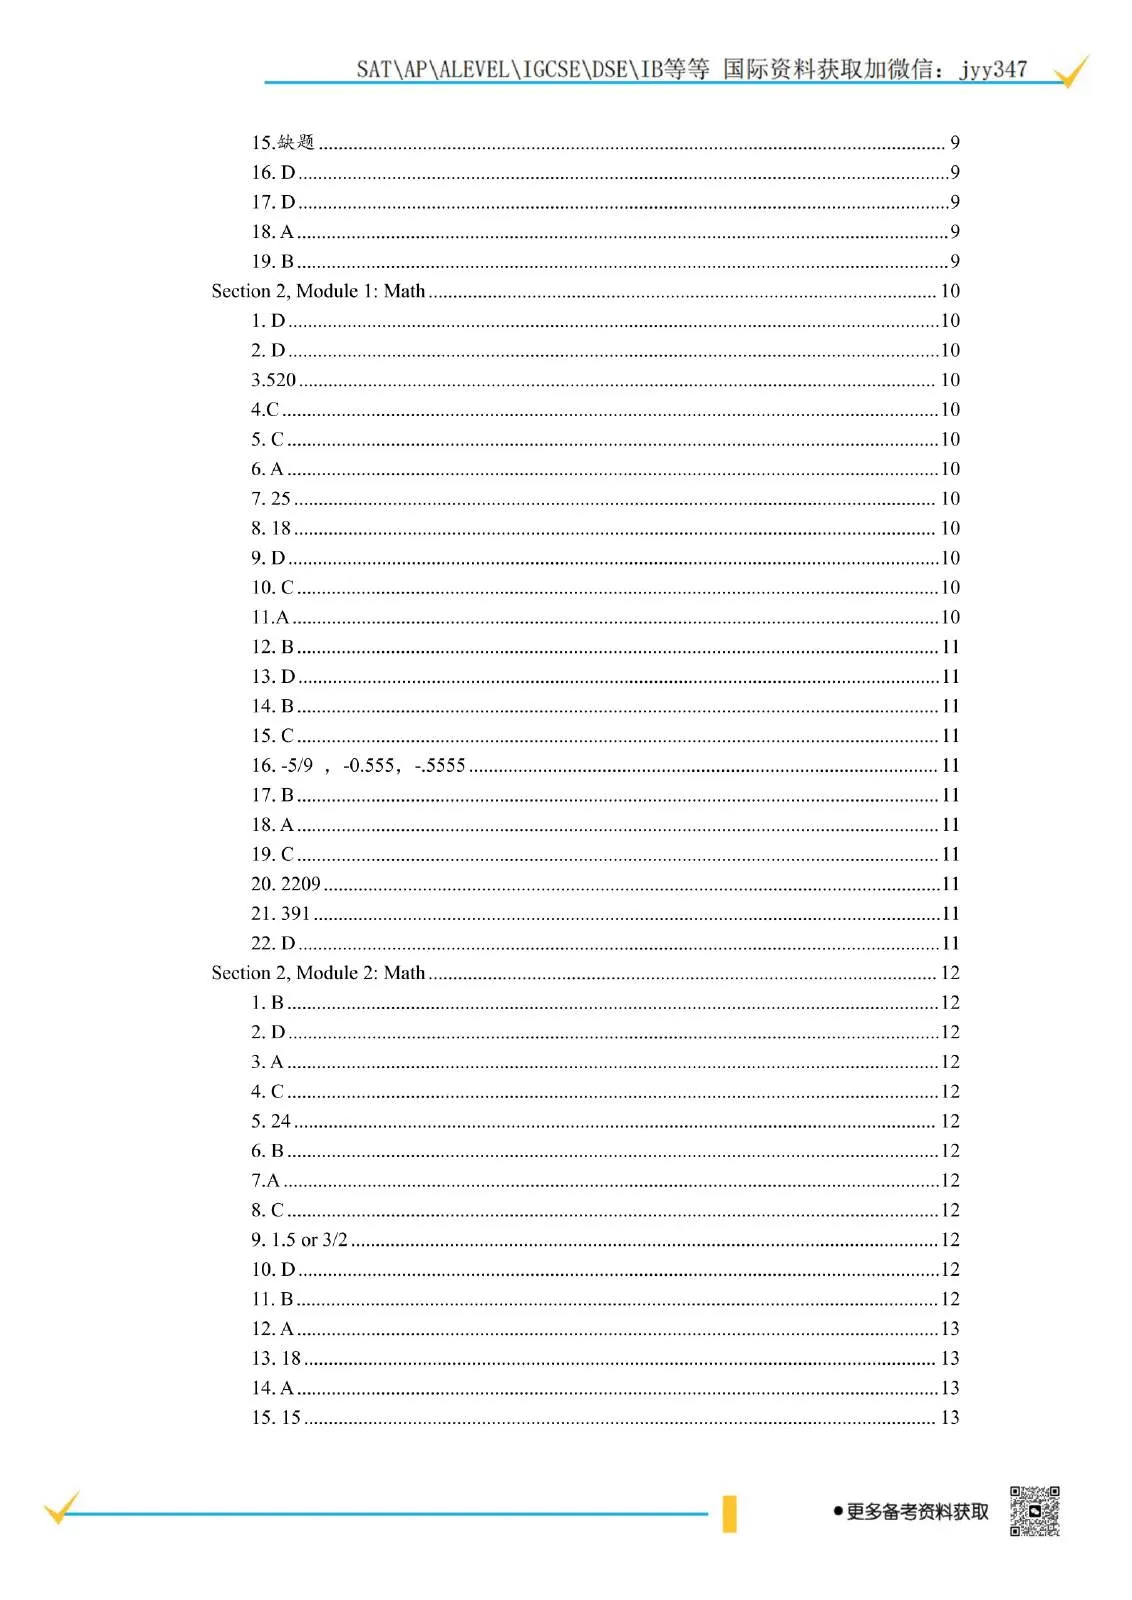 SAT\AP\ALEVEL\IGCSE\DSE\IB等等 国际资料获取加微信：jyy347
15.缺题 9
16. D 9
17. D 9
18. A 9
19. B 9
Section 2, Module 1: Math 10
1. D 10
2. D 10
3.520 10
4.C 10
5. C 10
6. A 10
7. 25 10
8. 18 10
9. D 10
10. C 10
11.A 10
12. B 11
13. D 11
14. B 11
15. C 11
16. -5/9 ，-0.555，-.5555 11
17. B 11
18. A 11
19. C 11
20. 2209 11
21. 391 11
22. D 11
Section 2, Module 2: Math 12
1. B 12
2. D 12
3. A 12
4. C 12
5. 24 12
6. B 12
7.A 12
8. C 12
9. 1.5 or 3/2 12
10. D 12
11. B 12
12. A 13
13. 18 13
14. A 13
15. 15 13
●更多备考资料获取